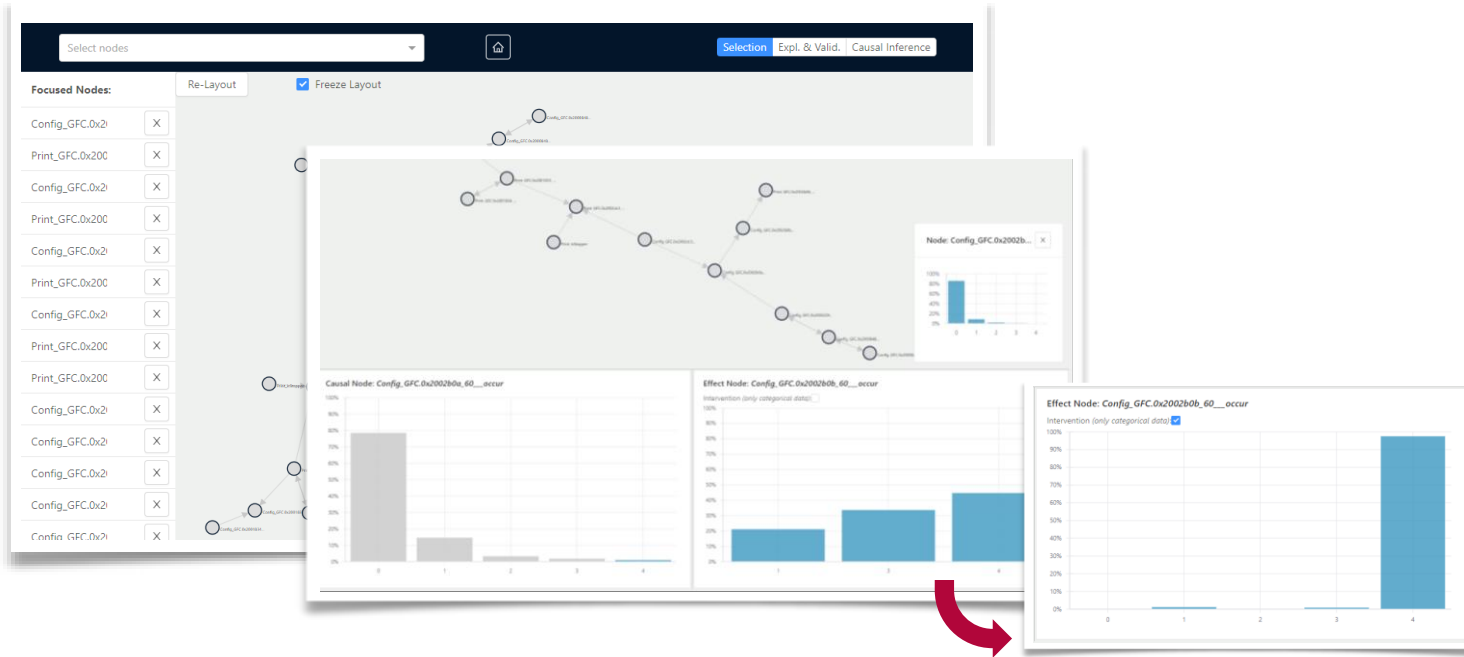 Select nodes
Selection Expl. & Valid. Causal Inference
Focused Nodes:
Re-Layout
Freeze Layout
Config_GFC.0x2
X
Print_GFC.0x200
X
Config_GFC.0x2
X
Print_GFC.0x200
X
Config_GFC.0x2
X
Print_GFC.0x200
X
Config_GFC.0x2
X
Print_GFC.0x200
X
Print_GFC.0x200
X
Config_GFC.0x2
X
Config_GFC.0x2
X
Config_GFC.0x2
X
Config_GFC.0x2
X
Config_GFC.0x2
X
Node: Config_GFC.0x2002b... x
100%
80%
60%
40%
20%
0%
0 1 2 3 4
Causal Node: Config_GFC.0x2002b0a_60__occur
100%
90%
80%
70%
60%
50%
40%
30%
20%
10%
0%
0 1 2 3 4
Effect Node: Config_GFC.0x2002b0b_60__occur
Intervention (only categorical data):
100%
90%
80%
70%
60%
50%
40%
30%
20%
10%
0%
1 3 4
Effect Node: Config_GFC.0x2002b0b_60__occur
Intervention (only categorical data):
100%
90%
80%
70%
60%
50%
40%
30%
20%
10%
0%
0 1 2 3 4